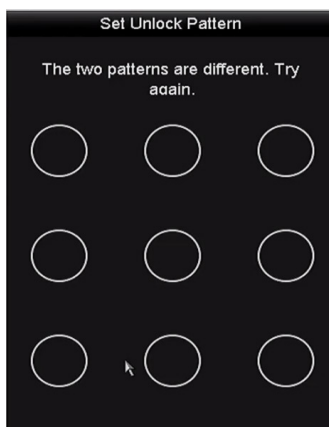 Set Unlock Pattern
The two patterns are different. Try
again.